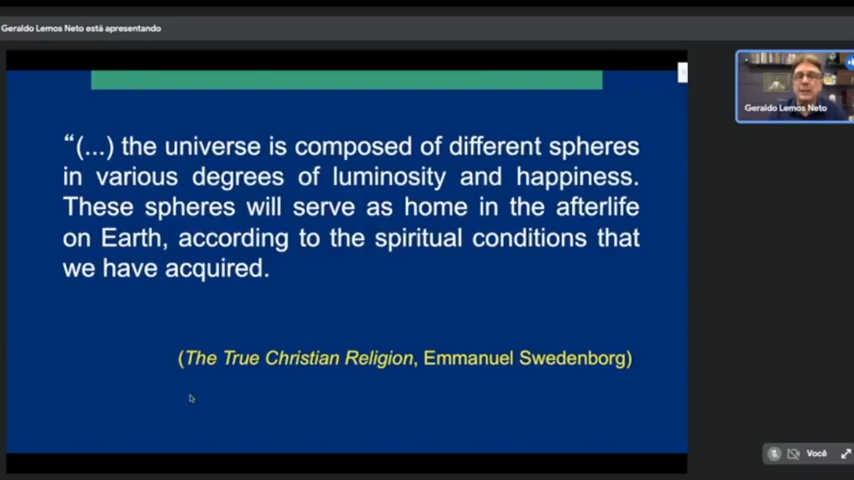 Geraldo Lemos Neto está apresentando
“(...) the universe is composed of different spheres
in various degrees of luminosity and happiness.
These spheres will serve as home in the afterlife
on Earth, according to the spiritual conditions that
we have acquired.
(The True Christian Religion, Emmanuel Swedenborg)
Geraldo Lemos Neto
Você